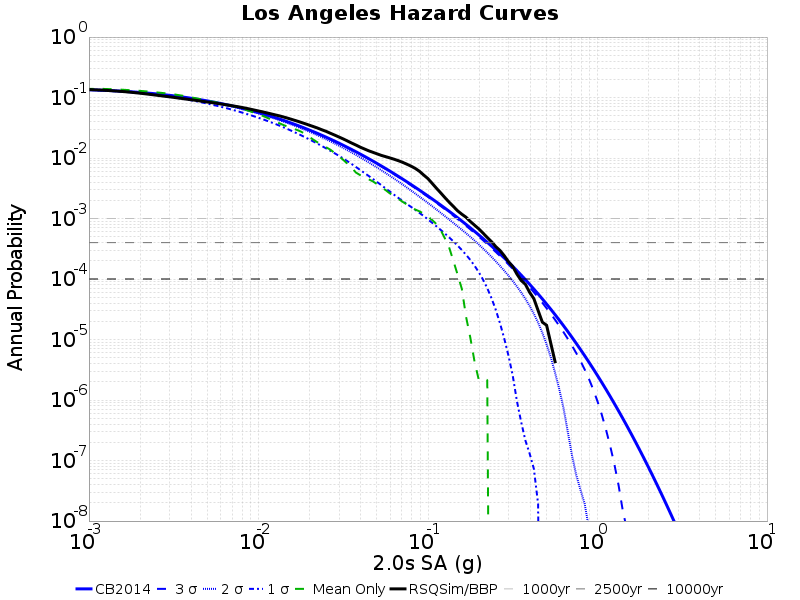 Los Angeles Hazard Curves
10^0
10^-1
10^-2
10^-3
10^-4
10^-5
10^-6
10^-7
10^-8
Annual Probability
10^-3 10^-2 10^-1 10^0 10^1
2.0s SA (g)
CB2014 3 σ 2 σ 1 σ Mean Only RSQSim/BBP 1000yr 2500yr 10000yr